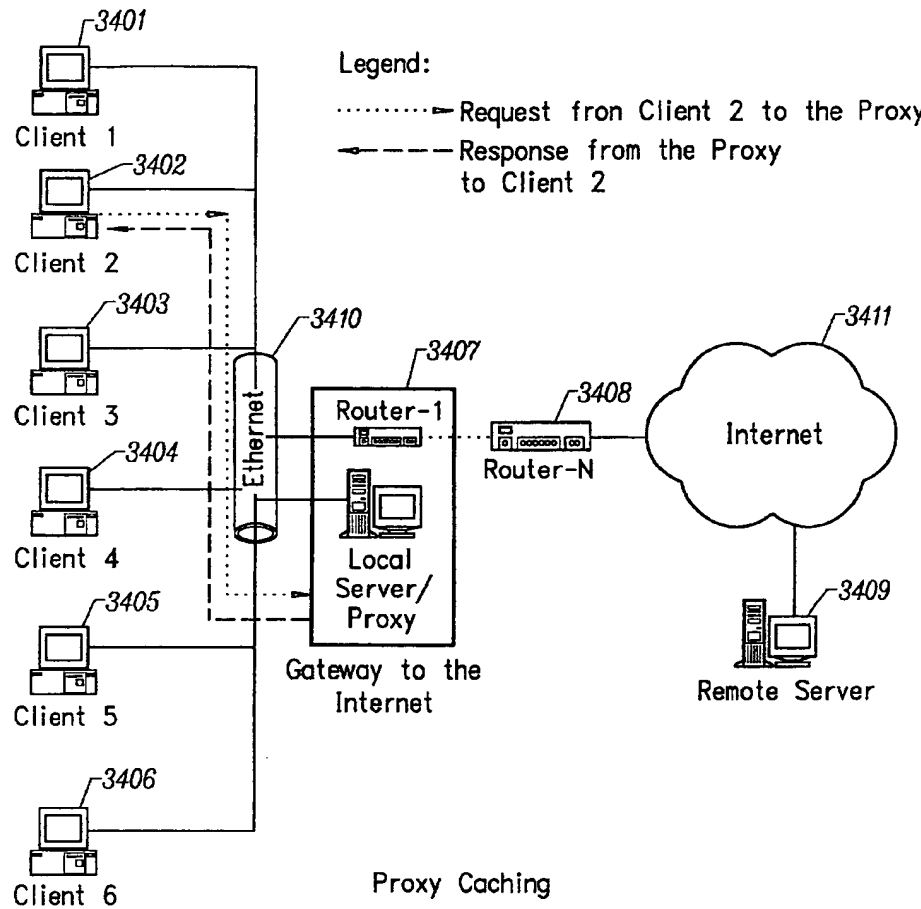 3401
Client 1
Legend:
Request fron Client 2 to the Proxy
Response from the Proxy
to Client 2
3402
Client 2
3403
Client 3
3410
Ethernet
3407
Router-1
Local
Server/
Proxy
Gateway to the
Internet
3408
Router-N
3411
Internet
3409
Remote Server
3404
Client 4
3405
Client 5
3406
Client 6
Proxy Caching